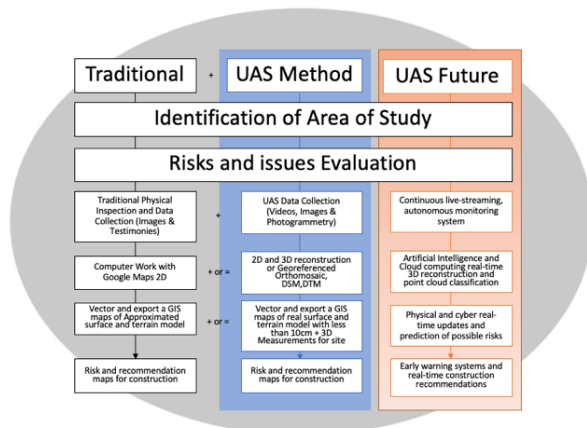 Traditional + UAS Method UAS Future
Identification of Area of Study
Risks and issues Evaluation
Traditional Physical
Inspection and Data
Collection (Images &
Testimonies)
+
UAS Data Collection
(Videos, Images &
Photogrammetry)
Continuous live-streaming,
autonomous monitoring
system
Computer Work with
Google Maps 2D
+ or =
2D and 3D reconstruction
or Georeferenced
Orthomosaic,
DSM,DTM
Artificial Intelligence and
Cloud computing real-time
3D reconstruction and
point cloud classification
Vector and export a GIS
maps of Approximated
surface and terrain model
+ or =
Vector and export a GIS
maps of real surface and
terrain model with less
than 10cm + 3D
Measurements for site
Physical and cyber real-
time updates and
prediction of possible risks
Risk and recommendation
maps for construction
Risk and recommendation
maps for construction
Early warning systems and
real-time construction
recommendations